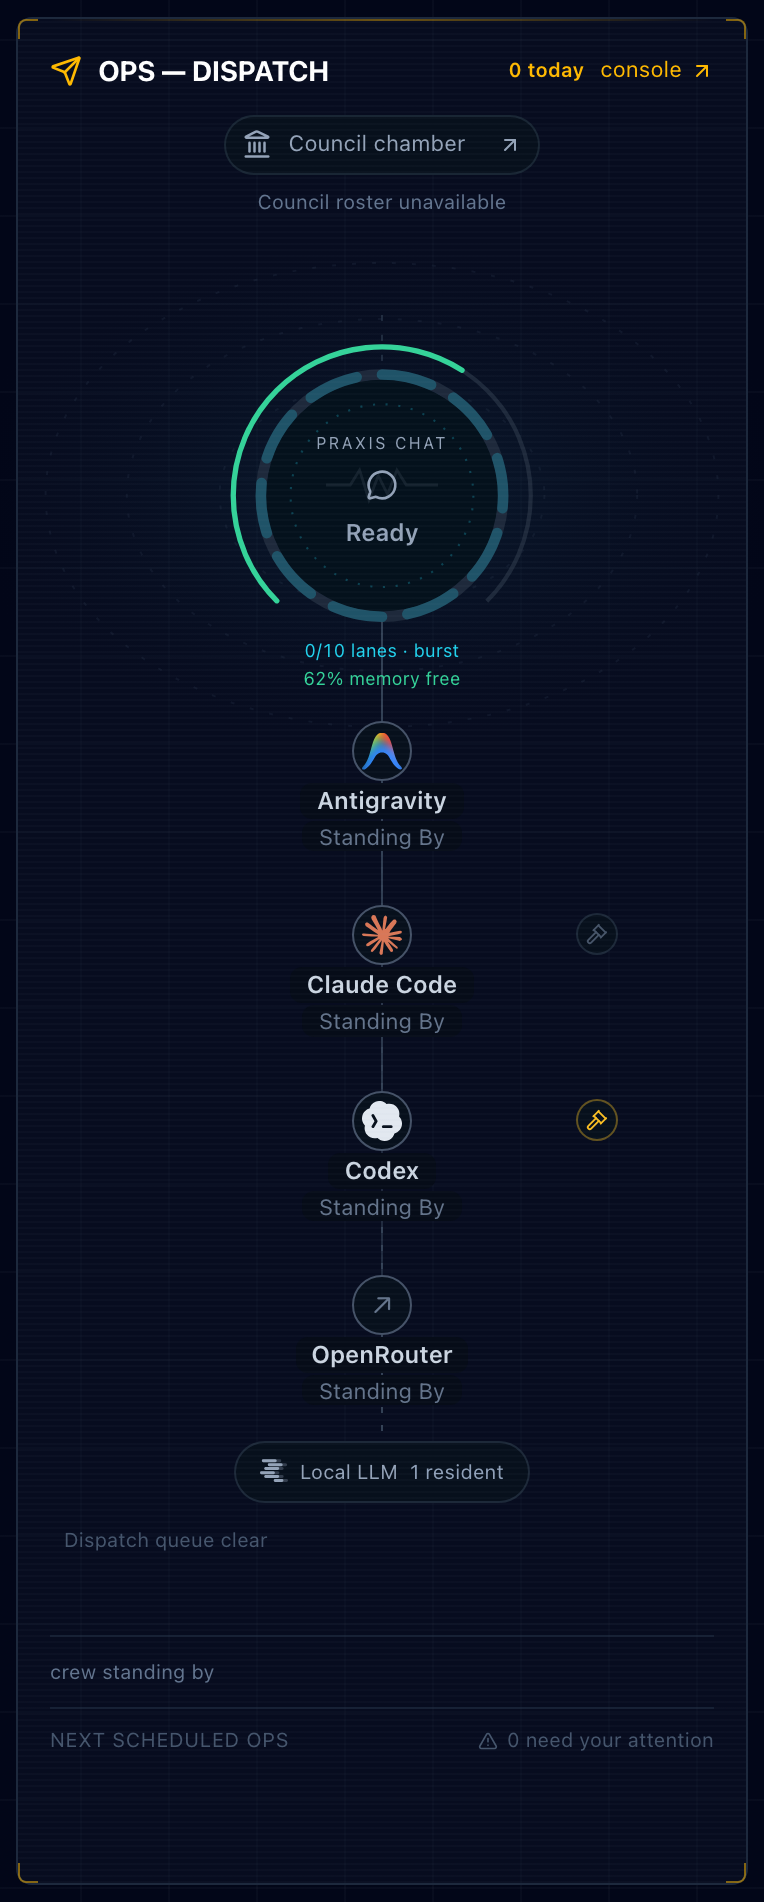 OPS — DISPATCH
0 today console
Council chamber
Council roster unavailable
PRAXIS CHAT
Ready
0/10 lanes · burst
62% memory free
Antigravity
Standing By
Claude Code
Standing By
Codex
Standing By
OpenRouter
Standing By
Local LLM 1 resident
Dispatch queue clear
crew standing by
NEXT SCHEDULED OPS
0 need your attention